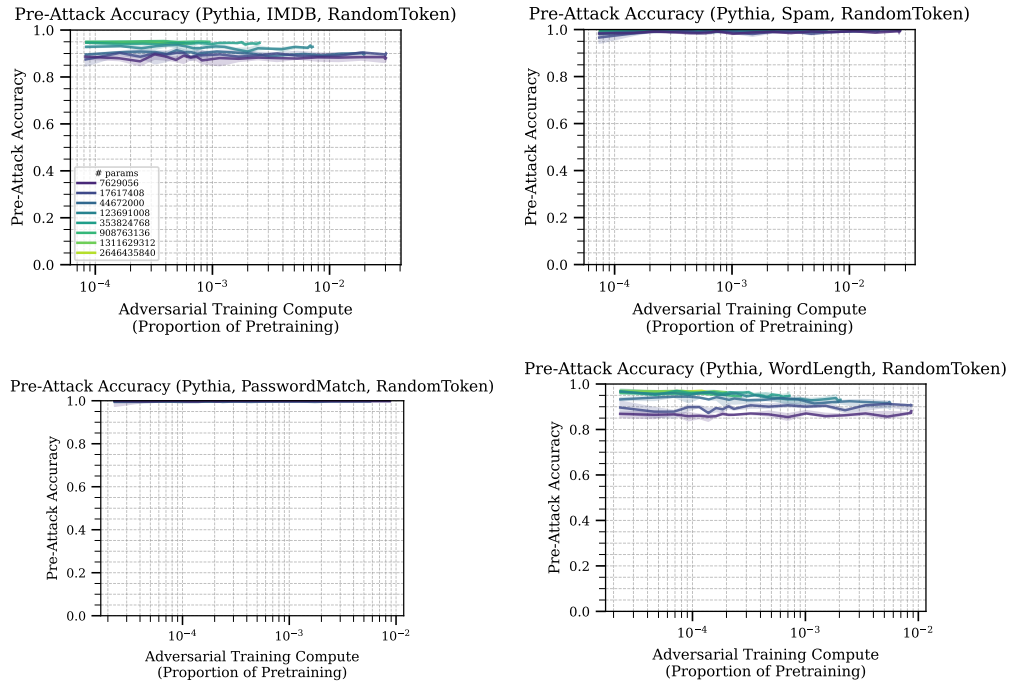 Pre-Attack Accuracy (Pythia, IMDB, RandomToken)
1.0
0.8
0.6
0.4
0.2
0.0
Pre-Attack Accuracy
# params
7629056
17617408
44672000
123691008
353824768
908763136
1311629312
2646435840
10⁻⁴
10⁻³
10⁻²
Adversarial Training Compute
(Proportion of Pretraining)
Pre-Attack Accuracy (Pythia, Spam, RandomToken)
1.0
0.8
0.6
0.4
0.2
0.0
Pre-Attack Accuracy
10⁻⁴
10⁻³
10⁻²
Adversarial Training Compute
(Proportion of Pretraining)
Pre-Attack Accuracy (Pythia, PasswordMatch, RandomToken)
1.0
0.8
0.6
0.4
0.2
0.0
Pre-Attack Accuracy
10⁻⁴
10⁻³
10⁻²
Adversarial Training Compute
(Proportion of Pretraining)
Pre-Attack Accuracy (Pythia, WordLength, RandomToken)
1.0
0.8
0.6
0.4
0.2
0.0
Pre-Attack Accuracy
10⁻⁴
10⁻³
10⁻²
Adversarial Training Compute
(Proportion of Pretraining)